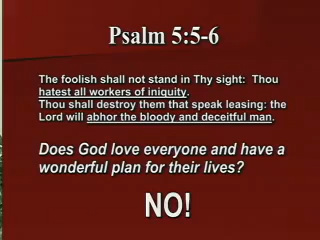 Psalm 5:5-6
The foolish shall not stand in Thy sight: Thou
hatest all workers of iniquity.
Thou shall destroy them that speak leasing: the
Lord will abhor the bloody and deceitful man.
Does God love everyone and have a
wonderful plan for their lives?
NO!